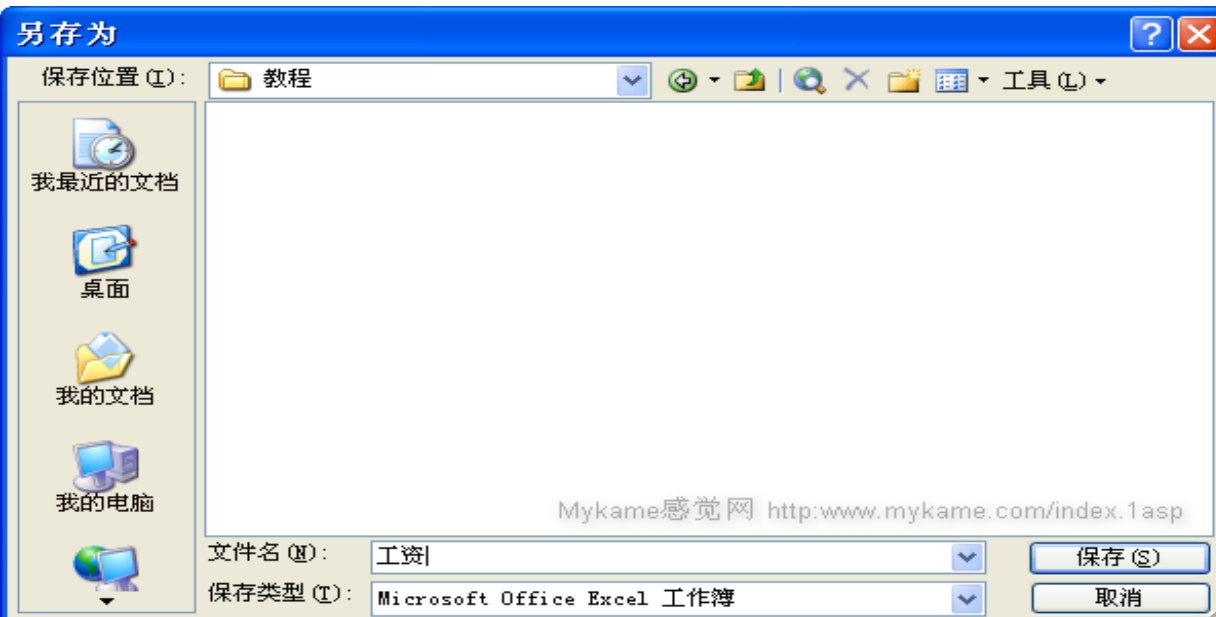 另存为
保存位置(I): 教程 工具(L)
我最近的文档
桌面
我的文档
我的电脑
Mykame感觉网 http:www.mykame.com/index.1asp
文件名(N): 工资 保存(S)
保存类型(T): Microsoft Office Excel 工作簿 取消